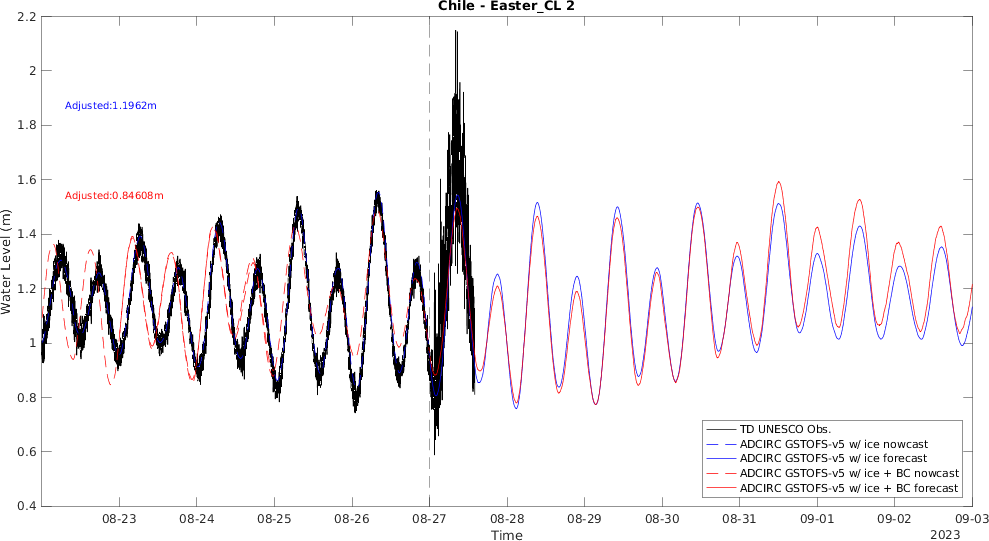 Chile - Easter_CL 2
2.2
2
1.8
1.6
1.4
1.2
1
0.8
0.6
0.4
Water Level (m)
Adjusted:1.1962m
Adjusted:0.84608m
TD UNESCO Obs.
ADCIRC GSTOFS-v5 w/ ice nowcast
ADCIRC GSTOFS-v5 w/ ice forecast
ADCIRC GSTOFS-v5 w/ ice + BC nowcast
ADCIRC GSTOFS-v5 w/ ice + BC forecast
08-23 08-24 08-25 08-26 08-27 08-28 08-29 08-30 08-31 09-01 09-02 09-03
Time
2023